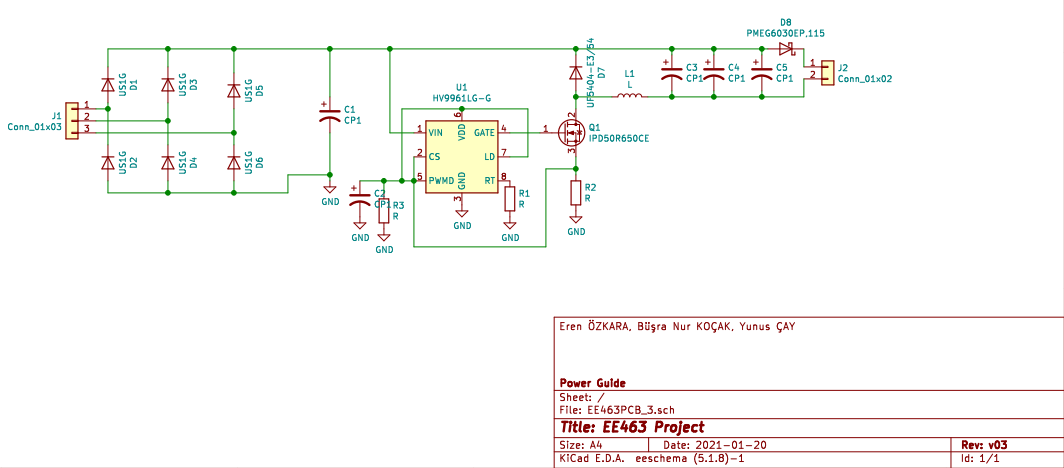 D8
PMEG6030EP,115
1
2
J2
Conn_01x02
US1G
D1
US1G
D3
US1G
D5
UF5404-E3/54
D7
C3
CP1
C4
CP1
C5
CP1
L1
L
J1
Conn_01x03
1
2
3
C1
CP1
U1
HV9961LG-G
6
VDD
1
VIN
GATE
4
2
CS
LD
7
5
PWMD
RT
8
GND
3
1
2
3
Q1
IPD50R650CE
US1G
D2
US1G
D4
US1G
D6
GND
C2
CP1
R3
R
R1
R
R2
R
GND
GND
GND
GND
GND
Eren ÖZKARA, Büşra Nur KOÇAK, Yunus ÇAY
Power Guide
Sheet: /
File: EE463PCB_3.sch
Title: EE463 Project
Size: A4
Date: 2021-01-20
Rev: v03
KiCad E.D.A.  eeschema (5.1.8)-1
Id: 1/1